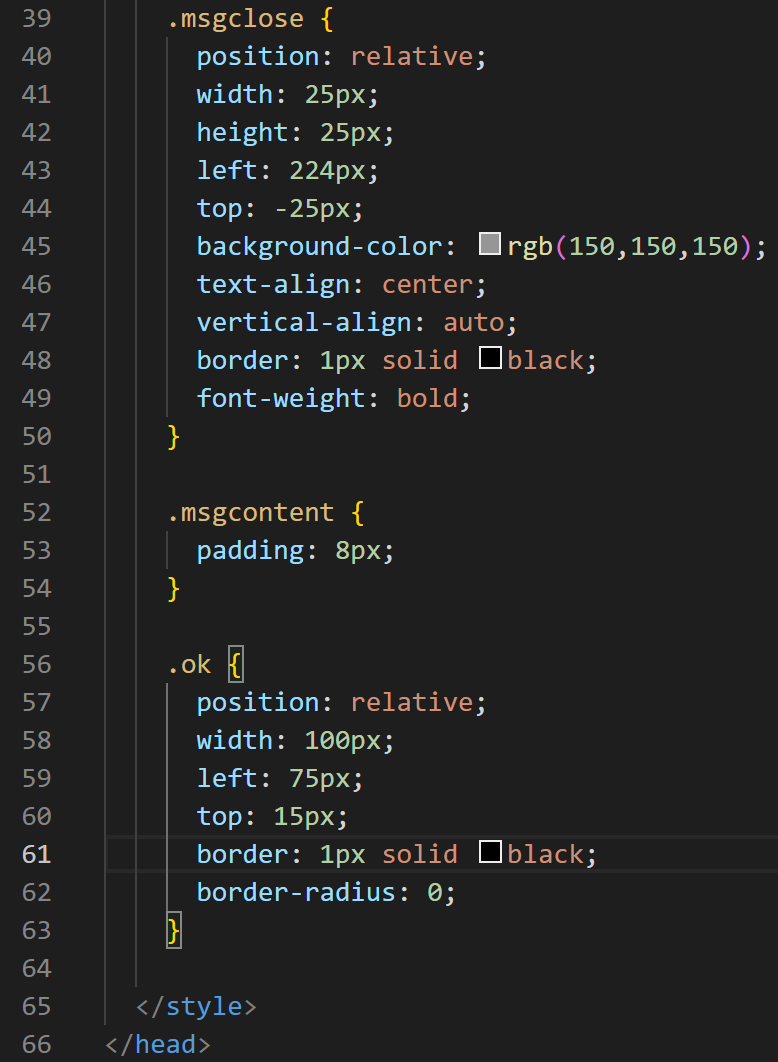 39 .msgclose {
40 position: relative;
41 width: 25px;
42 height: 25px;
43 left: 224px;
44 top: -25px;
45 background-color: rgb(150,150,150);
46 text-align: center;
47 vertical-align: auto;
48 border: 1px solid black;
49 font-weight: bold;
50 }
51
52 .msgcontent {
53 padding: 8px;
54 }
55
56 .ok {
57 position: relative;
58 width: 100px;
59 left: 75px;
60 top: 15px;
61 border: 1px solid black;
62 border-radius: 0;
63 }
64
65 </style>
66 </head>